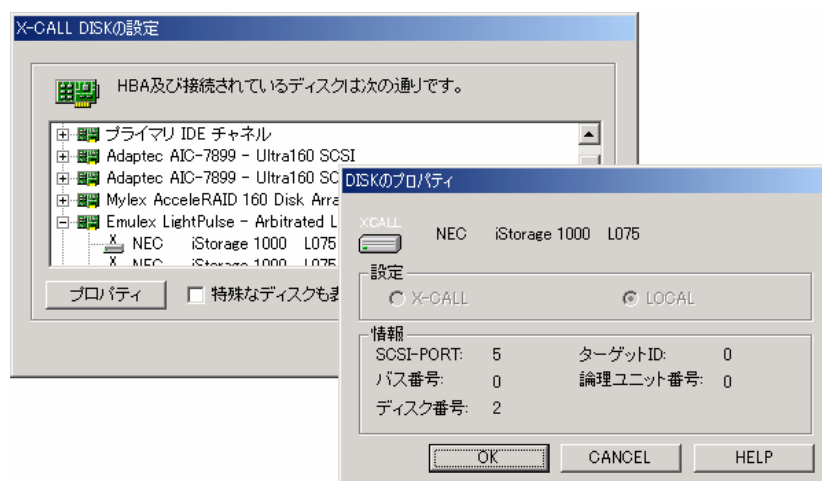 X-CALL DISKの設定
HBA及び接続されているディスクは次の通りです。
プライマリ IDE チャネル
Adaptec AIC-7899 - Ultra160 SCSI
Adaptec AIC-7899 - Ultra160 SC
Mylex AcceleRAID 160 Disk Arra
Emulex LightPulse - Arbitrated L
NEC iStorage 1000 L075
NEC iStorage 1000 L075
プロパティ
特殊なディスクも
DISKのプロパティ
XCALL
NEC iStorage 1000 L075
設定
X-CALL
LOCAL
情報
SCSI-PORT: 5 ターゲットID: 0
バス番号: 0 論理ユニット番号: 0
ディスク番号: 2
OK CANCEL HELP